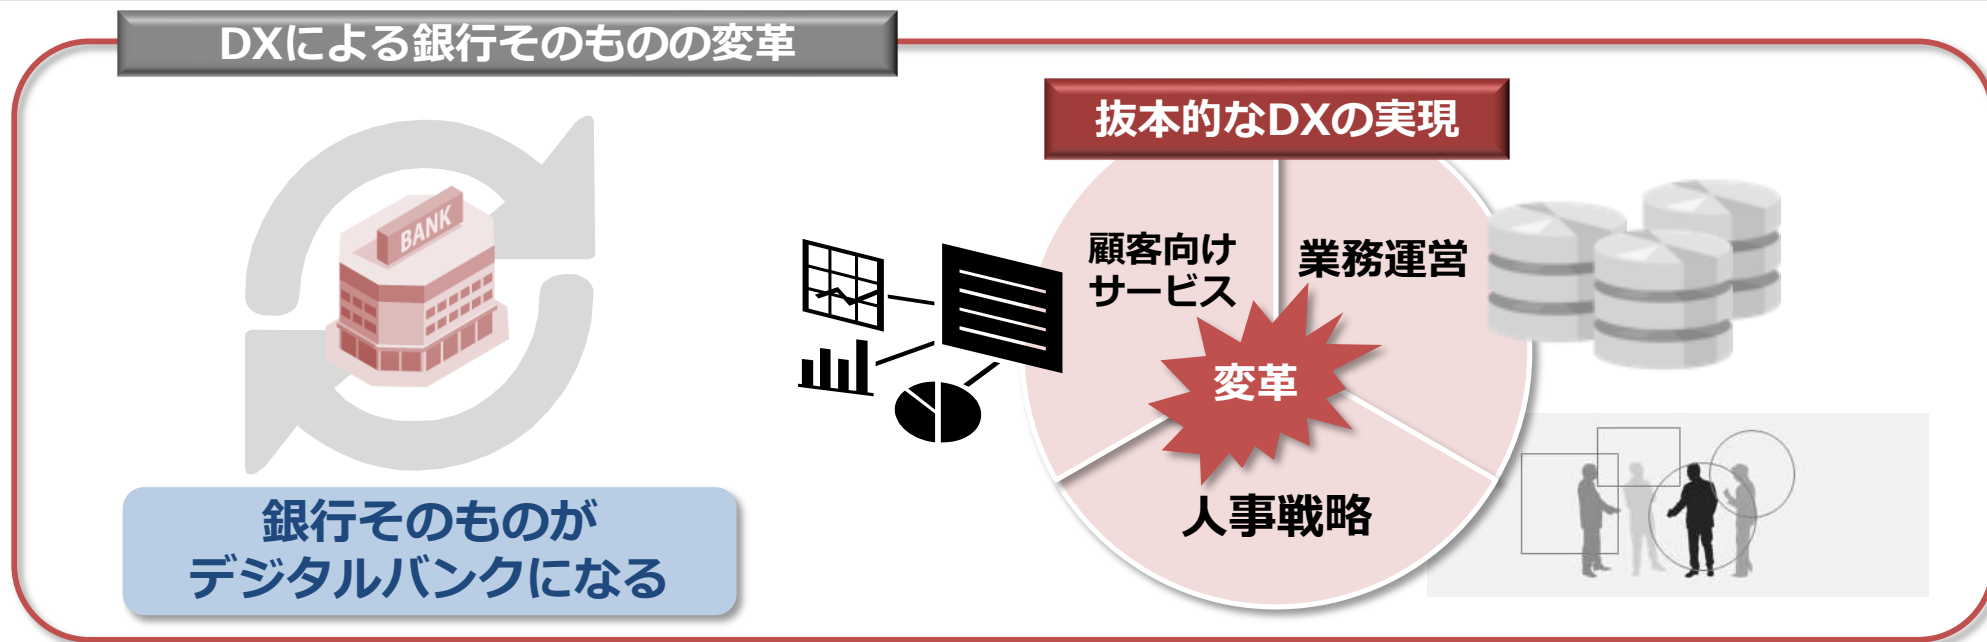 DXによる銀行そのものの変革
BANK
銀行そのものが
デジタルバンクになる
抜本的なDXの実現
顧客向け
サービス
業務運営
変革
人事戦略